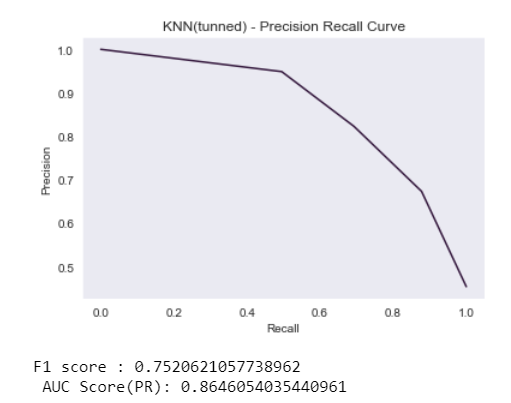 KNN(tunned) - Precision Recall Curve
1.0
0.9
0.8
0.7
0.6
0.5
Precision
0.0 0.2 0.4 0.6 0.8 1.0
Recall
F1 score : 0.7520621057738962
AUC Score(PR): 0.8646054035440961